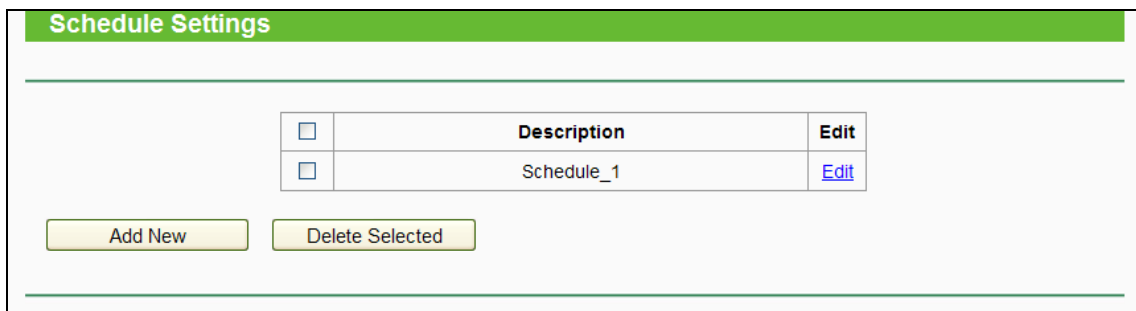 Schedule Settings
Description Edit
Schedule_1 Edit
Add New Delete Selected